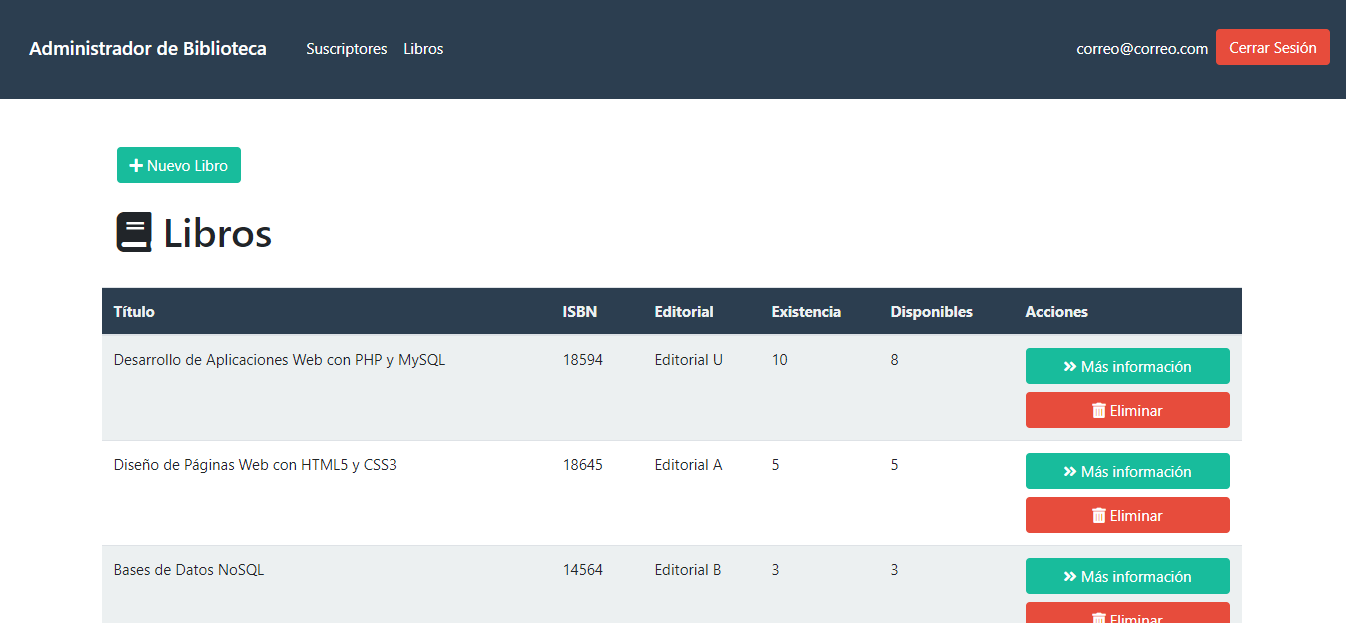 Administrador de Biblioteca Suscriptores Libros correo@correo.com Cerrar Sesión
Nuevo Libro
Libros
Título ISBN Editorial Existencia Disponibles Acciones
Desarrollo de Aplicaciones Web con PHP y MySQL 18594 Editorial U 10 8 Más información
Eliminar
Diseño de Páginas Web con HTML5 y CSS3 18645 Editorial A 5 5 Más información
Eliminar
Bases de Datos NoSQL 14564 Editorial B 3 3 Más información
Eliminar